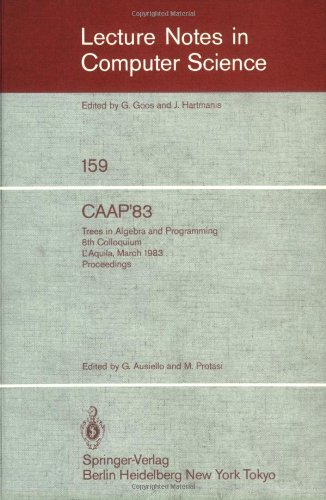 Lecture Notes in
Computer Science
Edited by G. Goos and J. Hartmanis
159
CAAP'83
Trees in Algebra and Programming
8th Colloquium
L'Aquila, March 1983
Proceedings
Edited by G. Ausiello and M. Protasi
Springer-Verlag
Berlin Heidelberg New York Tokyo